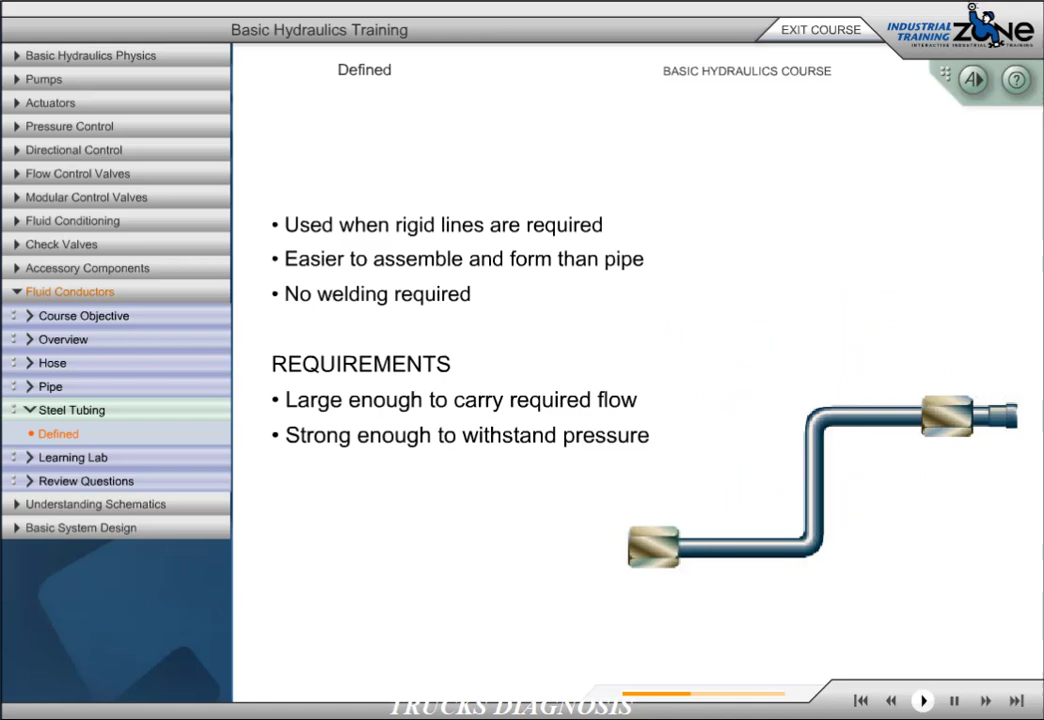 Basic Hydraulics Training
EXIT COURSE
INDUSTRIAL
TRAINING
ZONE
INTERACTIVE INDUSTRIAL TRAINING
Defined
BASIC HYDRAULICS COURSE
A
?
Basic Hydraulics Physics
Pumps
Actuators
Pressure Control
Directional Control
Flow Control Valves
Modular Control Valves
Fluid Conditioning
Check Valves
Accessory Components
Fluid Conductors
Course Objective
Overview
Hose
Pipe
Steel Tubing
• Defined
Learning Lab
Review Questions
Understanding Schematics
Basic System Design
• Used when rigid lines are required
• Easier to assemble and form than pipe
• No welding required
REQUIREMENTS
• Large enough to carry required flow
• Strong enough to withstand pressure
TRUCKS DIAGNOSIS